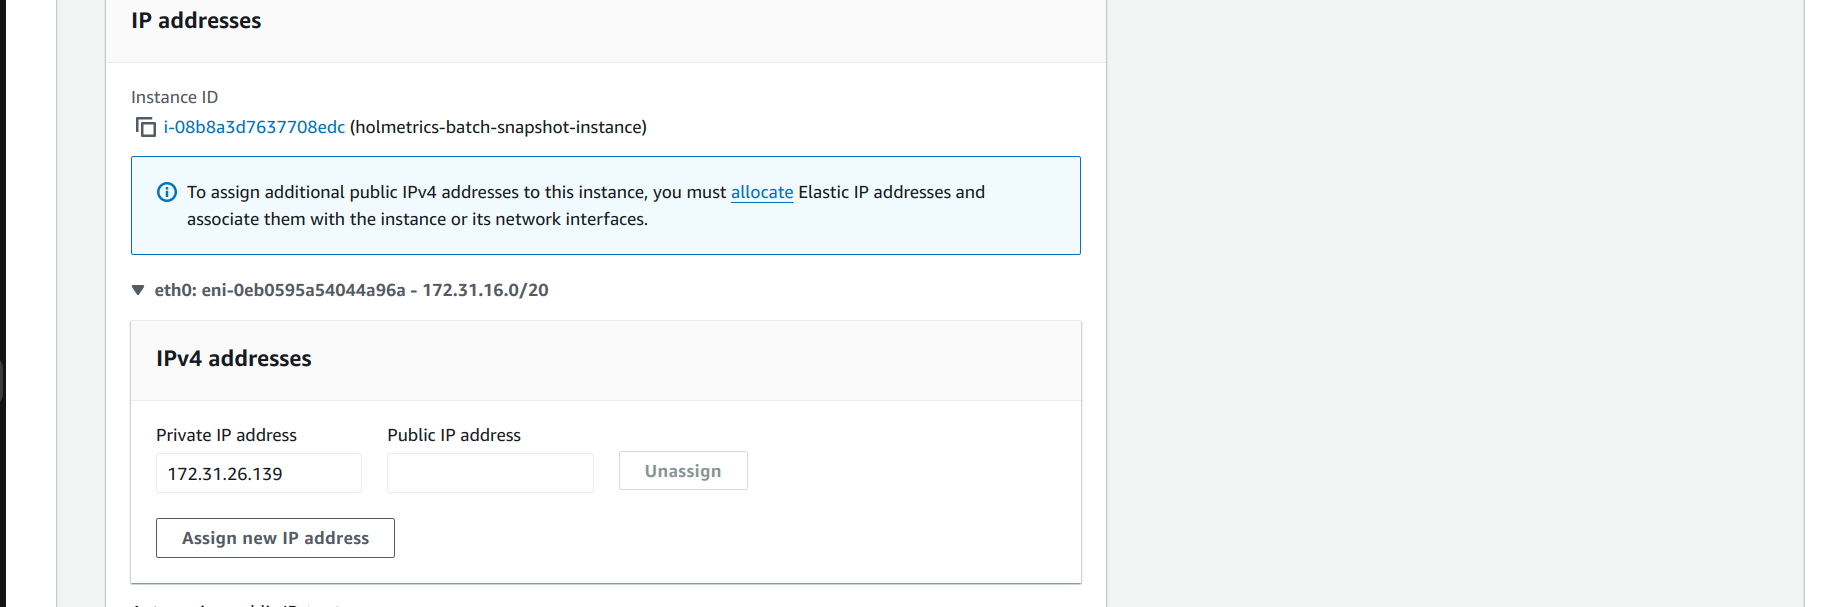 IP addresses
Instance ID
i-08b8a3d7637708edc (holmetrics-batch-snapshot-instance)
To assign additional public IPv4 addresses to this instance, you must allocate Elastic IP addresses and
associate them with the instance or its network interfaces.
eth0: eni-0eb0595a54044a96a - 172.31.16.0/20
IPv4 addresses
Private IP address Public IP address
172.31.26.139 Unassign
Assign new IP address